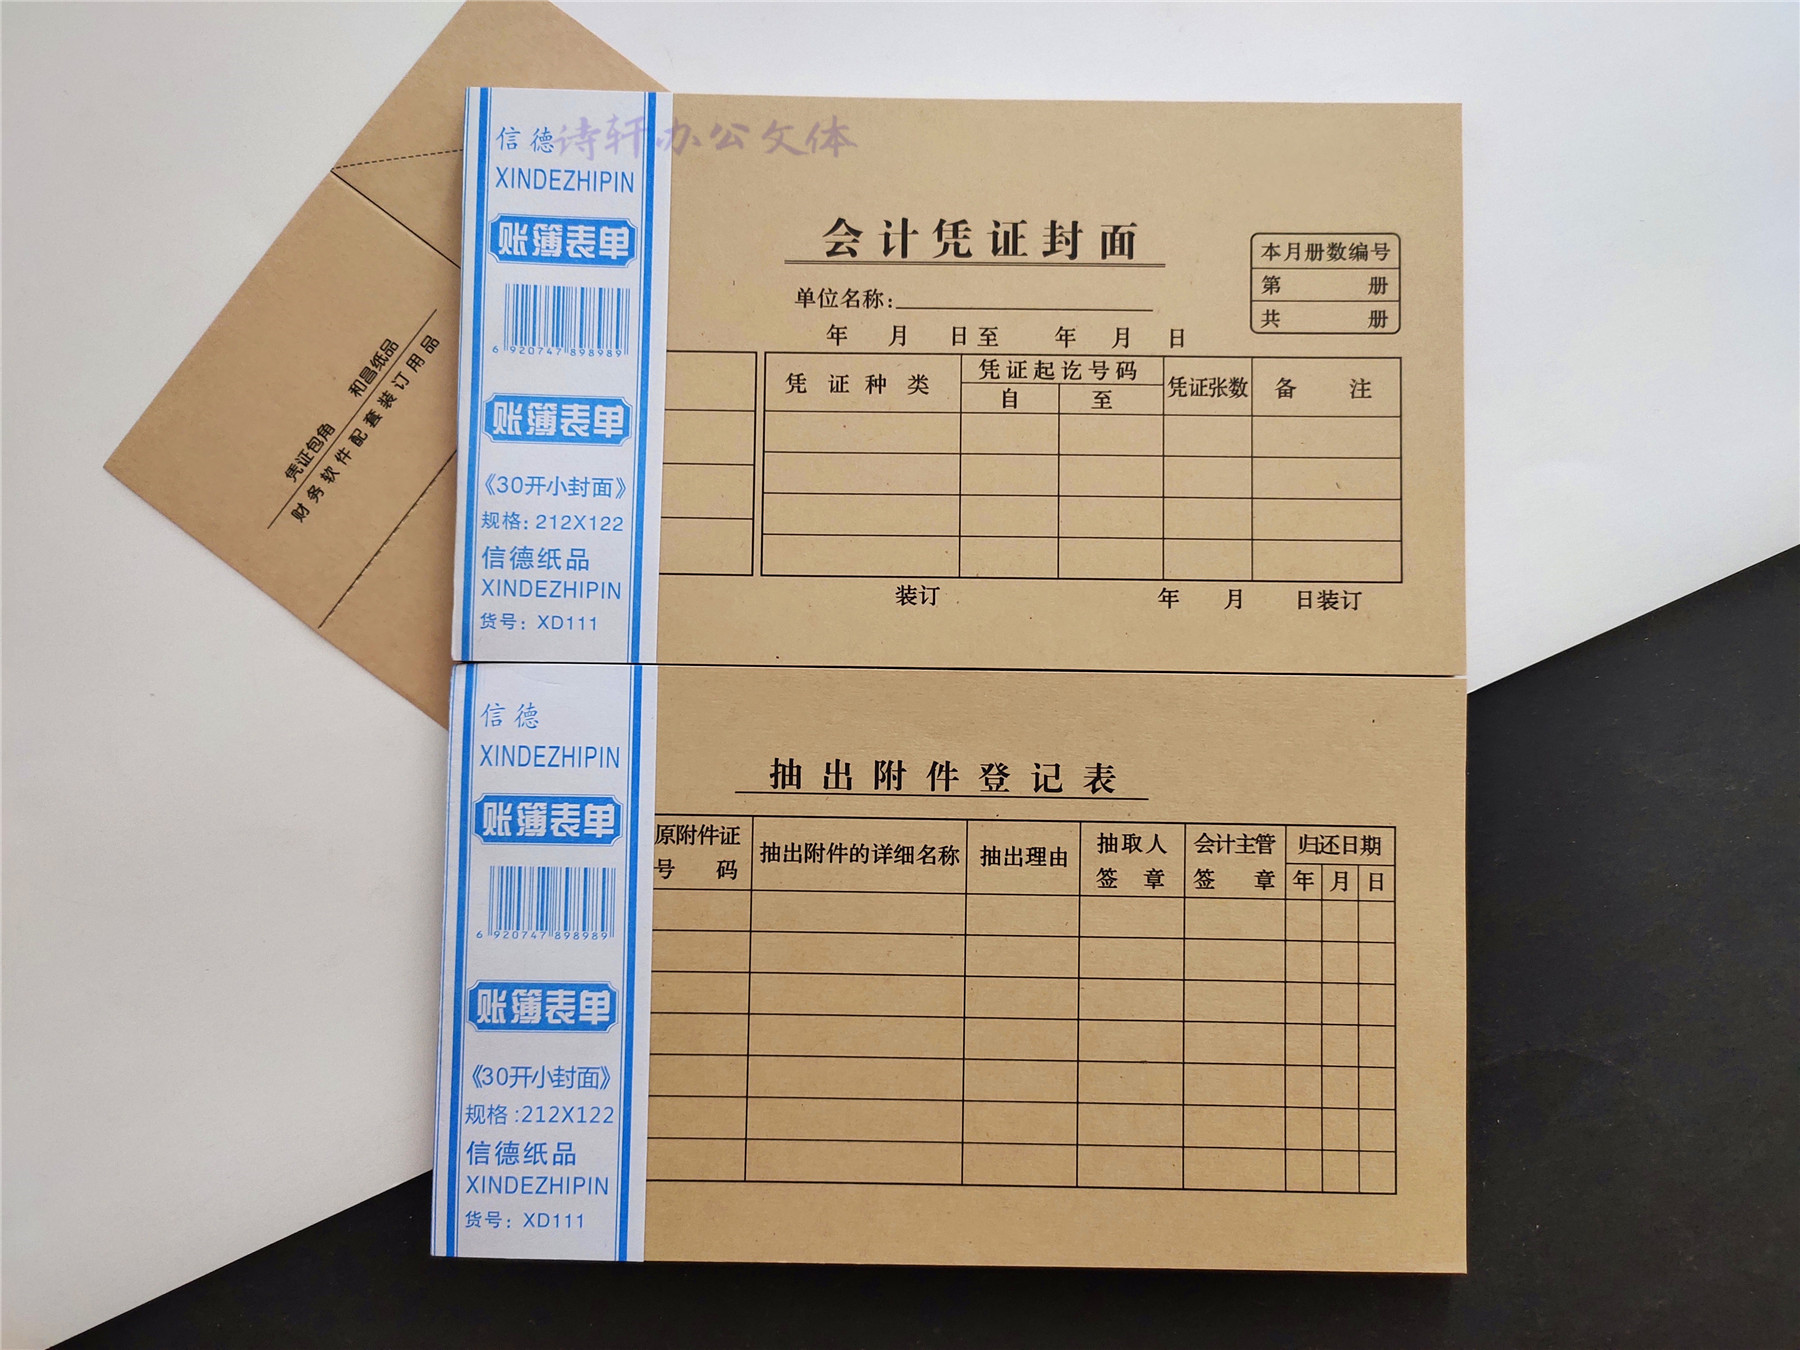 诗轩办公文体
信德
XINDEZHIPIN
账簿表单
6 920747 898989
账簿表单
《30开小封面》
规格: 212X122
信德纸品
XINDEZHIPIN
货号: XD111
会计凭证封面
本月册数编号
第 册
共 册
单位名称:
年 月 日至 年 月 日
凭证种类 凭证起讫号码 凭证张数 备注
自 至
装订 年 月 日装订
凭证包角 和昌纸品
财务软件配套装订用品
信德
XINDEZHIPIN
账簿表单
6 920747 898989
账簿表单
《30开小封面》
规格:212X122
信德纸品
XINDEZHIPIN
货号: XD111
抽出附件登记表
原附件证 抽出附件的详细名称 抽出理由 抽取人 会计主管 归还日期
号码 签章 签章 年 月 日